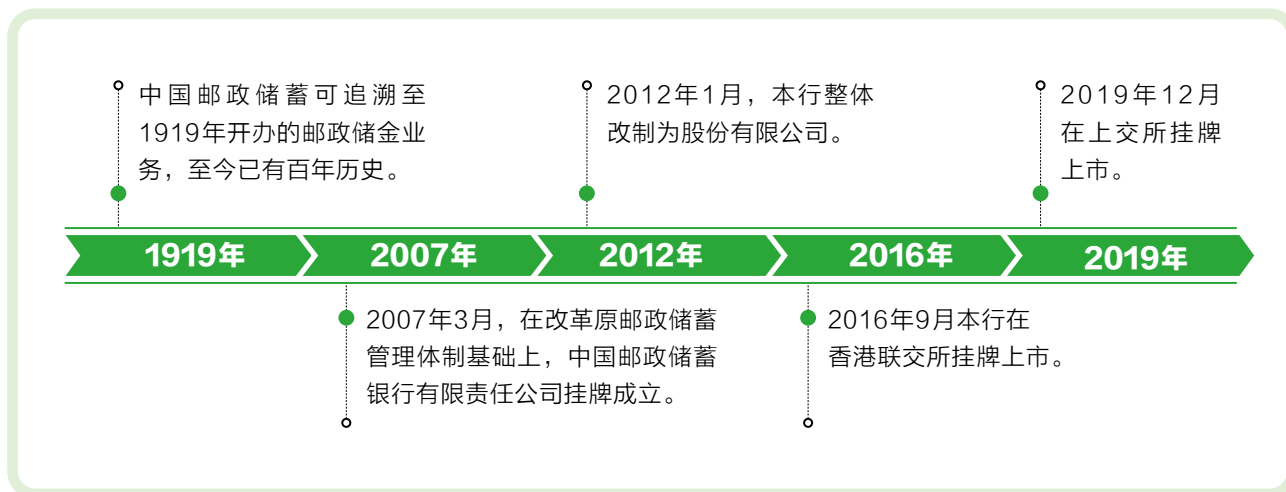 中国邮政储蓄可追溯至
1919年开办的邮政储金业
务，至今已有百年历史。
2012年1月，本行整体
改制为股份有限公司。
2019年12月
在上交所挂牌
上市。
1919年
2007年
2012年
2016年
2019年
2007年3月，在改革原邮政储蓄
管理体制基础上，中国邮政储蓄
银行有限责任公司挂牌成立。
2016年9月本行在
香港联交所挂牌上市。